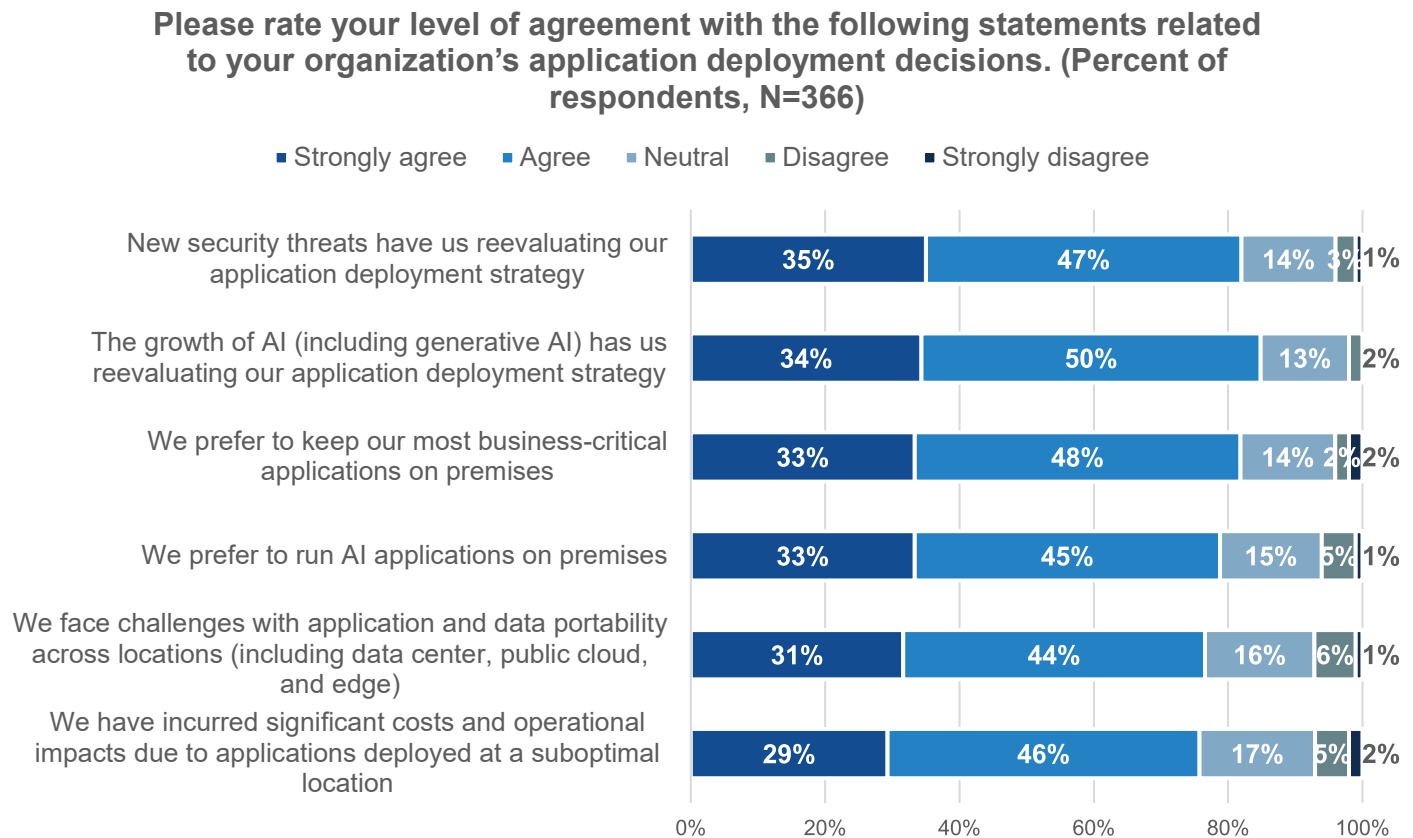 Please rate your level of agreement with the following statements related
to your organization’s application deployment decisions. (Percent of
respondents, N=366)
Strongly agree Agree Neutral Disagree Strongly disagree
New security threats have us reevaluating our
application deployment strategy
35% 47% 14% 3% 1%
The growth of AI (including generative AI) has us
reevaluating our application deployment strategy
34% 50% 13% 2%
We prefer to keep our most business-critical
applications on premises
33% 48% 14% 2% 2%
We prefer to run AI applications on premises
33% 45% 15% 5% 1%
We face challenges with application and data portability
across locations (including data center, public cloud,
and edge)
31% 44% 16% 6% 1%
We have incurred significant costs and operational
impacts due to applications deployed at a suboptimal
location
29% 46% 17% 5% 2%
0% 20% 40% 60% 80% 100%